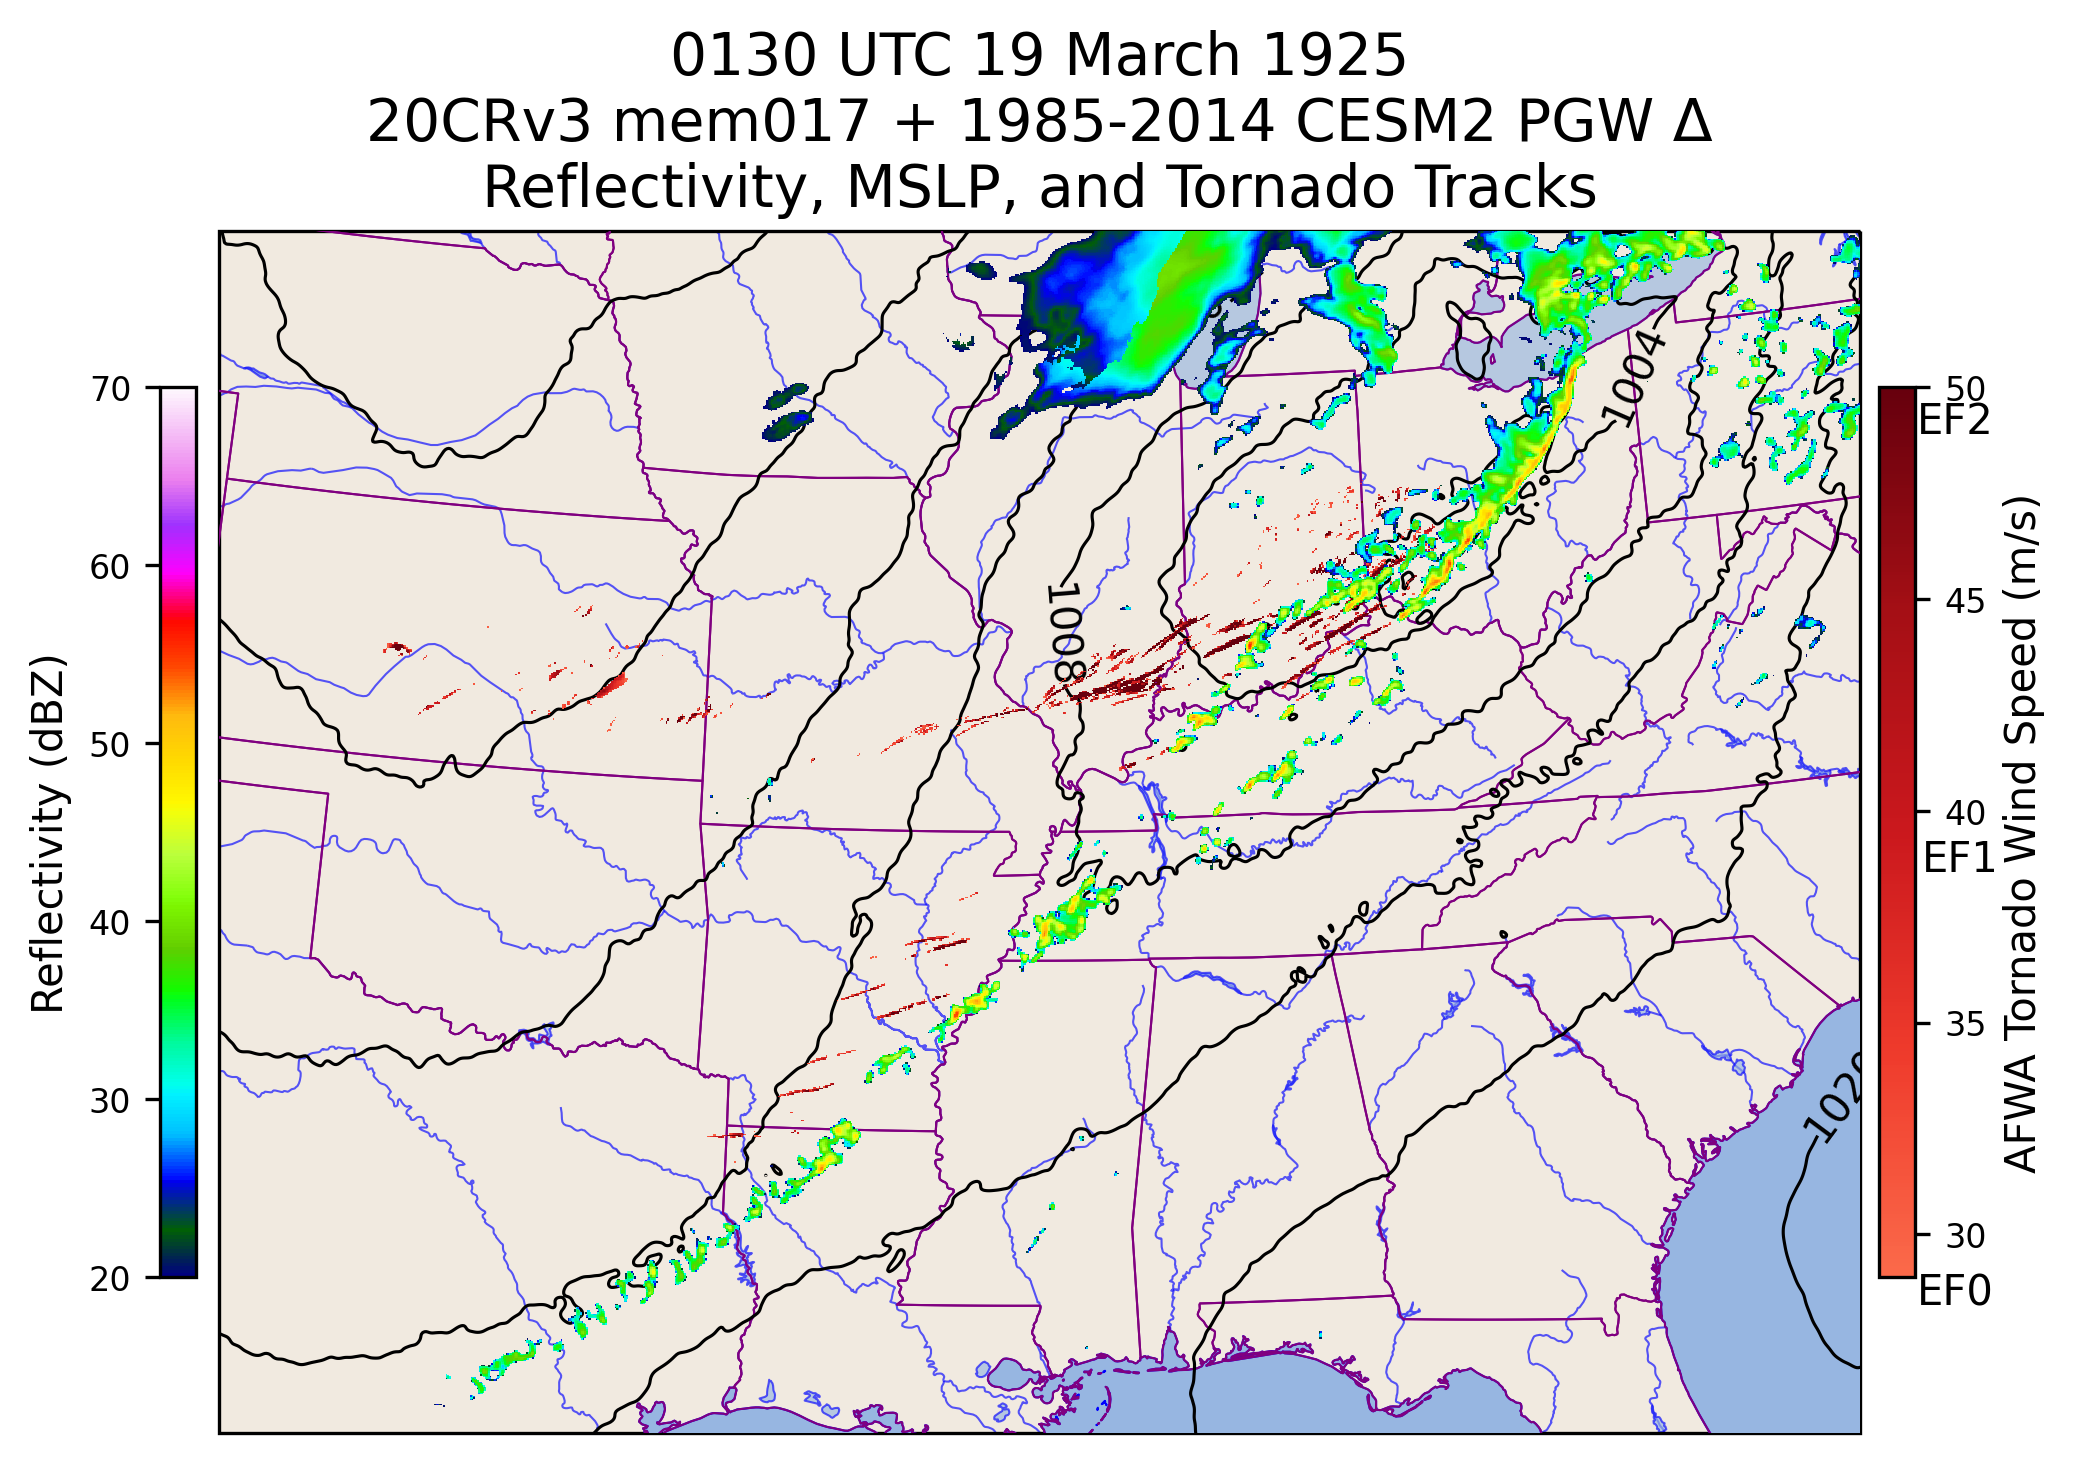 0130 UTC 19 March 1925
20CRv3 mem017 + 1985-2014 CESM2 PGW Δ
Reflectivity, MSLP, and Tornado Tracks
70
60
50
40
30
20
Reflectivity (dBZ)
1004
1008
1020
50
EF2
45
40
EF1
35
30
EF0
AFWA Tornado Wind Speed (m/s)